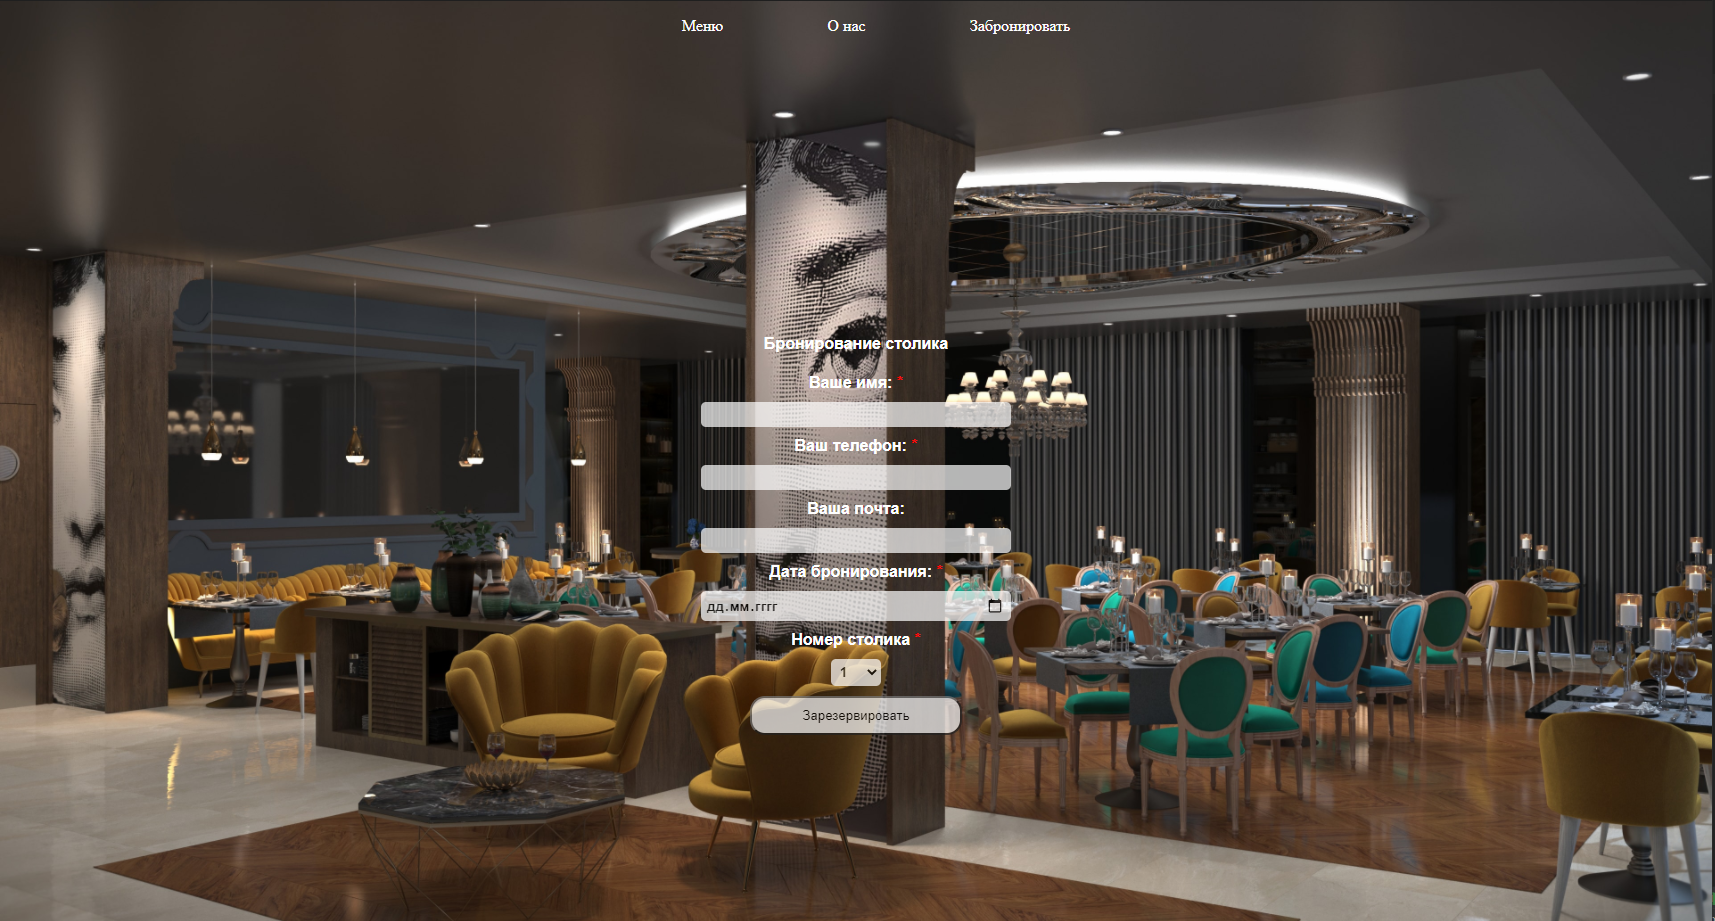 Меню О нас Забронировать
Бронирование столика
Ваше имя: *
Ваш телефон: *
Ваша почта:
Дата бронирования: *
дд.мм.гггг
Номер столика *
1
Зарезервировать